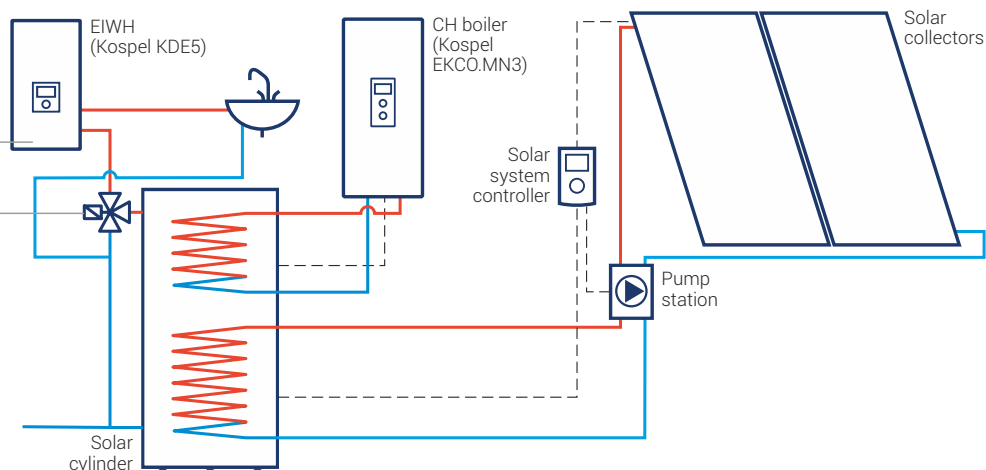 EIWH
(Kospel KDE5)
CH boiler
(Kospel
EKCO.MN3)
Solar
collectors
Solar
system
controller
Pump
station
Solar
cylinder